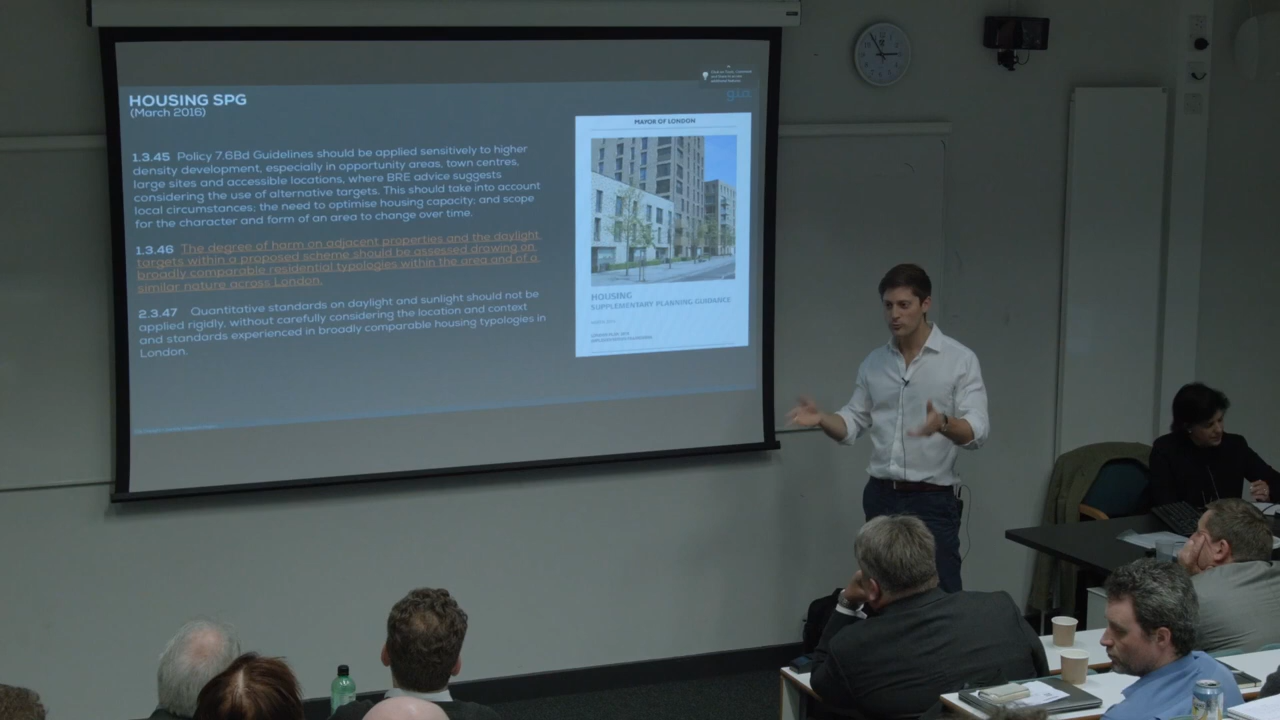 HOUSING SPG
(March 2016)
gia
1.3.45 Policy 7.6Bd Guidelines should be applied sensitively to higher
density development, especially in opportunity areas, town centres,
large sites and accessible locations, where BRE advice suggests
considering the use of alternative targets. This should take into account
local circumstances; the need to optimise housing capacity; and scope
for the character and form of an area to change over time.
1.3.46 The degree of harm on adjacent properties and the daylight
targets within a proposed scheme should be assessed drawing on
broadly comparable residential typologies within the area and of a
similar nature across London.
2.3.47 Quantitative standards on daylight and sunlight should not be
applied rigidly, without carefully considering the location and context
and standards experienced in broadly comparable housing typologies in
London.
MAYOR OF LONDON
HOUSING
SUPPLEMENTARY PLANNING GUIDANCE